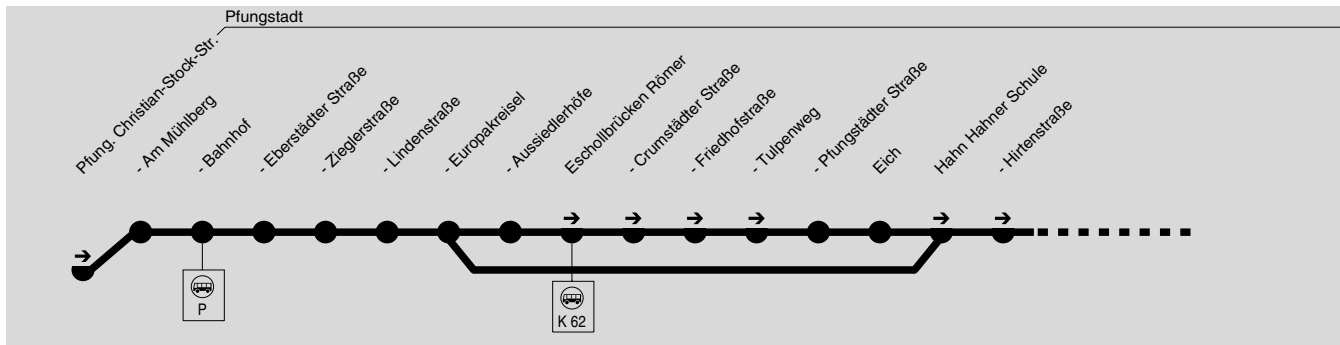 Pfungstadt
Pfung. Christian-Stock-Str.
- Am Mühlberg
- Bahnhof
- Eberstädter Straße
- Zieglerstraße
- Lindenstraße
- Europakreisel
- Aussiedlerhöfe
Eschollbrücken Römer
- Crumstädter Straße
- Friedhofstraße
- Tulpenweg
- Pfungstädter Straße
Eich
Hahn Hahner Schule
- Hirtenstraße
P
K 62